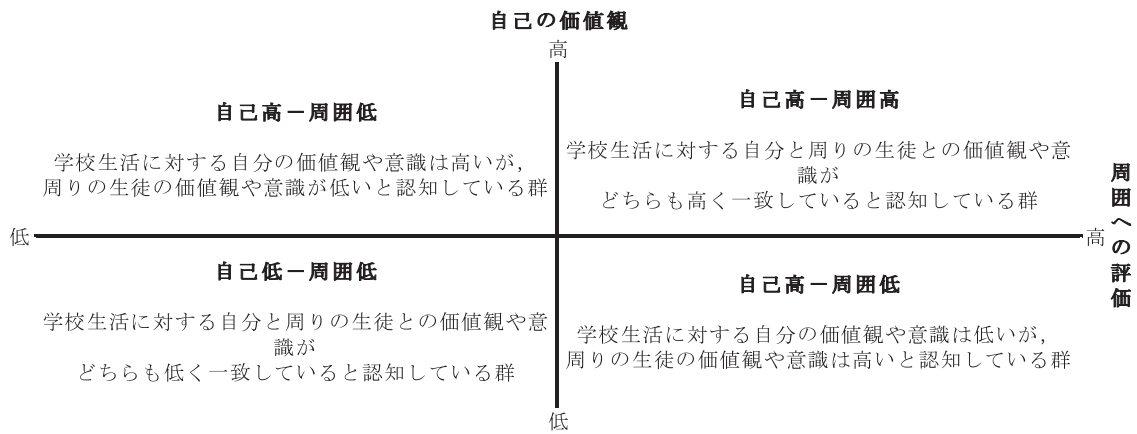 自己の価値観
高
自己高－周囲低
学校生活に対する自分の価値観や意識は高いが，
周りの生徒の価値観や意識が低いと認知している群
自己高－周囲高
学校生活に対する自分と周りの生徒との価値観や意
識が
どちらも高く一致していると認知している群
低
高
周囲への評価
自己低－周囲低
学校生活に対する自分と周りの生徒との価値観や意
識が
どちらも低く一致していると認知している群
自己高－周囲低
学校生活に対する自分の価値観や意識は低いが，
周りの生徒の価値観や意識は高いと認知している群
低